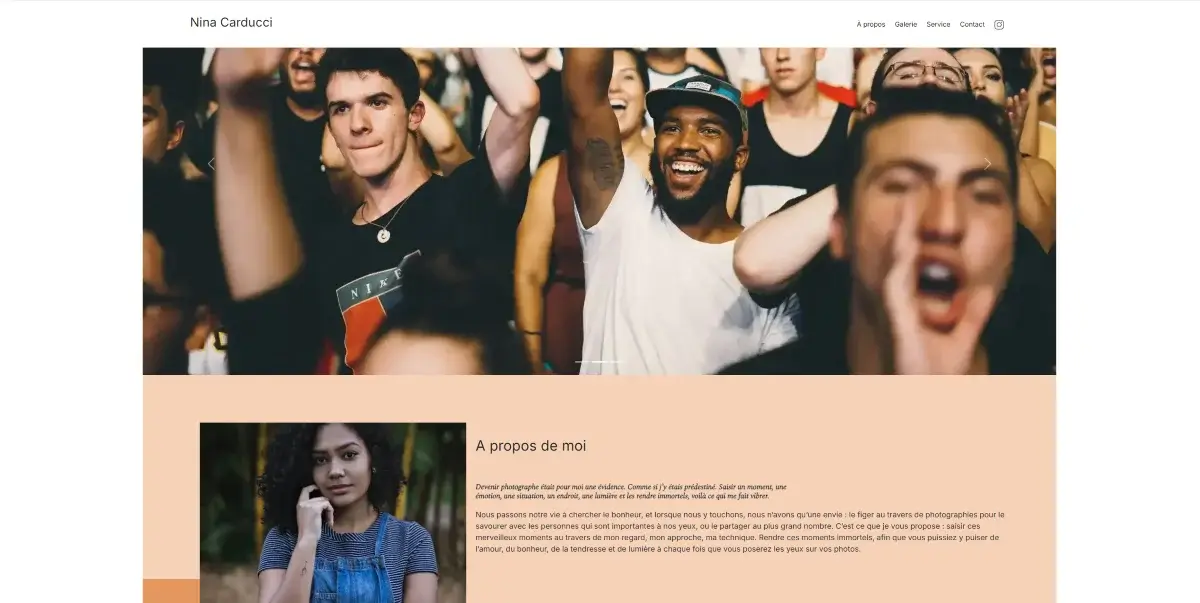 Nina Carducci
A propos Galerie Service Contact
NIKE
A propos de moi
Devenir photographe était pour moi une évidence. Comme si j'y étais prédestiné. Saisir un moment, une
émotion, une situation, un endroit, une lumière et les rendre immortels, voilà ce qui me fait vibrer.
Nous passons notre vie à chercher le bonheur, et lorsque nous y touchons, nous n'avons qu'une envie : le figer au travers de photographies pour le
savourer avec les personnes qui sont importantes à nos yeux, ou le partager au plus grand nombre. C'est ce que je vous propose : saisir ces
merveilleux moments au travers de mon regard, mon approche, ma technique. Rendre ces moments immortels, afin que vous puissiez y puiser de
l'amour, du bonheur, de la tendresse et de lumière à chaque fois que vous poserez les yeux sur vos photos.